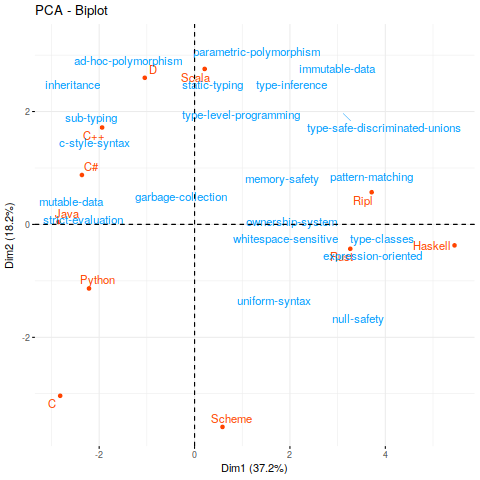 PCA - Biplot
parametric-polymorphism
ad-hoc-polymorphism
D
immutable-data
Scala
inheritance
static-typing
type-inference
2
sub-typing
type-level-programming
type-safe-discriminated-unions
C++
c-style-syntax
C#
memory-safety
pattern-matching
garbage-collection
Ripl
mutable-data
Java
strict-evaluation
ownership-system
0
whitespace-sensitive
type-classes
Haskell
Rust
expression-oriented
Python
uniform-syntax
null-safety
-2
C
Scheme
-2
0
2
4
Dim1 (37.2%)
Dim2 (18.2%)